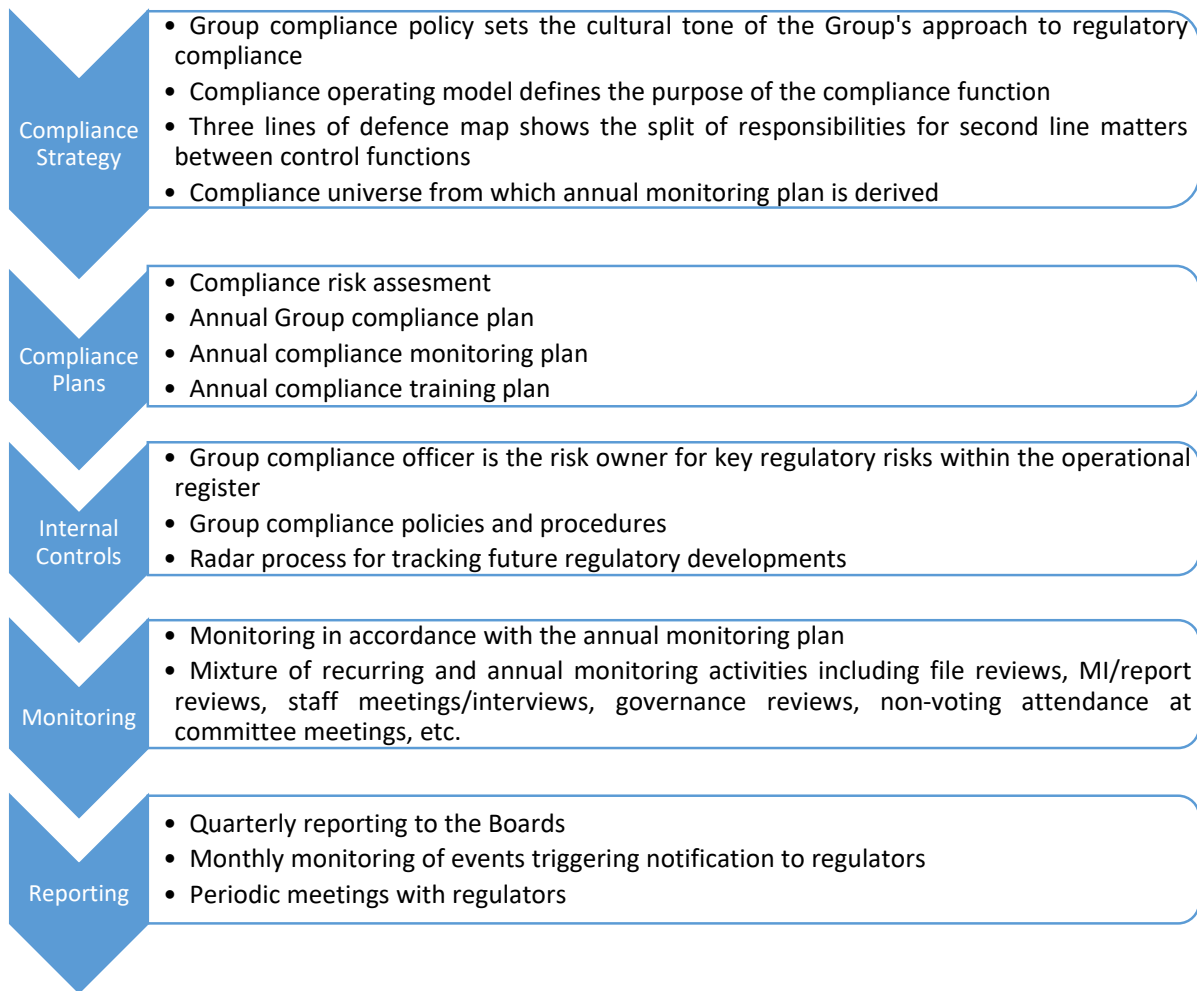 Compliance
Strategy
• Group compliance policy sets the cultural tone of the Group's approach to regulatory
compliance
• Compliance operating model defines the purpose of the compliance function
• Three lines of defence map shows the split of responsibilities for second line matters
between control functions
• Compliance universe from which annual monitoring plan is derived
Compliance
Plans
• Compliance risk assesment
• Annual Group compliance plan
• Annual compliance monitoring plan
• Annual compliance training plan
Internal
Controls
• Group compliance officer is the risk owner for key regulatory risks within the operational
register
• Group compliance policies and procedures
• Radar process for tracking future regulatory developments
Monitoring
• Monitoring in accordance with the annual monitoring plan
• Mixture of recurring and annual monitoring activities including file reviews, MI/report
reviews, staff meetings/interviews, governance reviews, non-voting attendance at
committee meetings, etc.
Reporting
• Quarterly reporting to the Boards
• Monthly monitoring of events triggering notification to regulators
• Periodic meetings with regulators